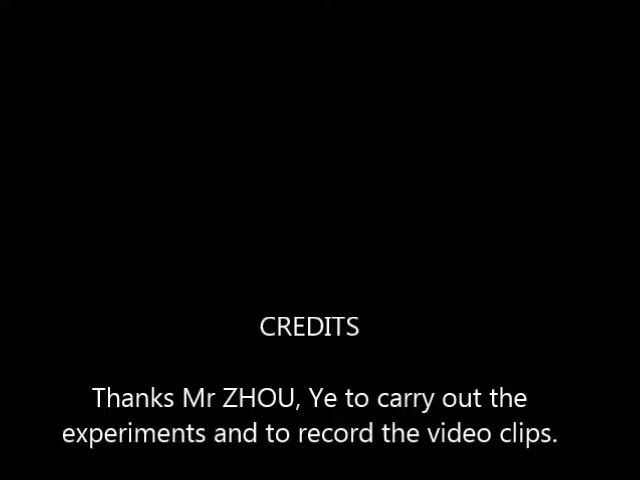 CREDITS
Thanks Mr ZHOU, Ye to carry out the
experiments and to record the video clips.